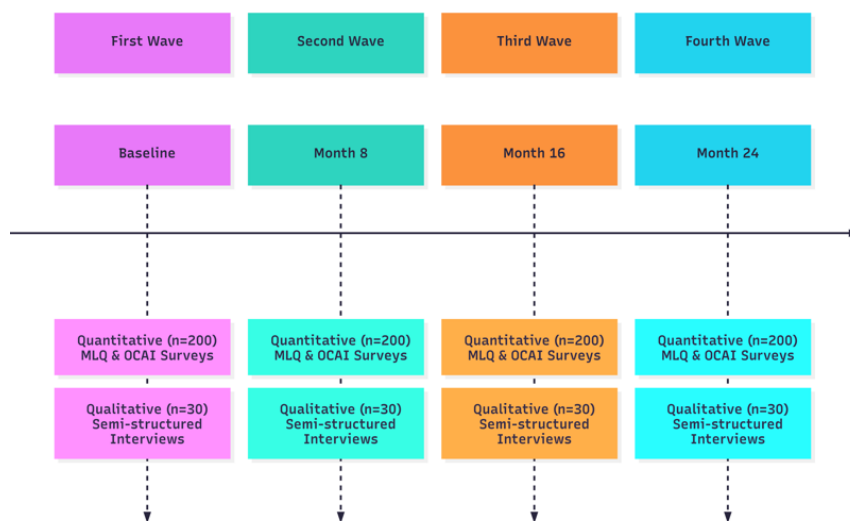 First Wave
Second Wave
Third Wave
Fourth Wave
Baseline
Month 8
Month 16
Month 24
Quantitative (n=200)
MLQ & OCAI Surveys
Quantitative (n=200)
MLQ & OCAI Surveys
Quantitative (n=200)
MLQ & OCAI Surveys
Quantitative (n=200)
MLQ & OCAI Surveys
Qualitative (n=30)
Semi-structured
Interviews
Qualitative (n=30)
Semi-structured
Interviews
Qualitative (n=30)
Semi-structured
Interviews
Qualitative (n=30)
Semi-structured
Interviews